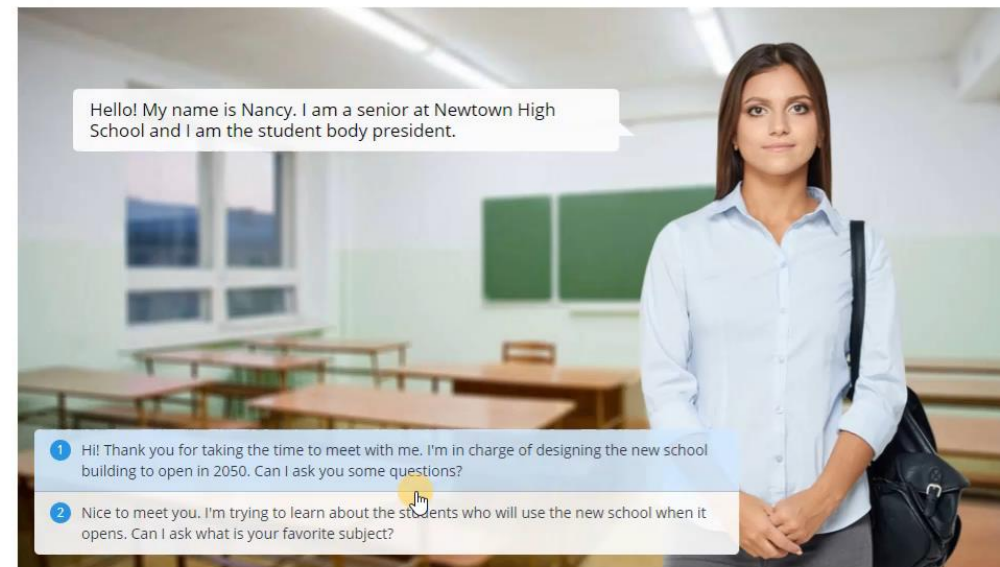 Hello! My name is Nancy. I am a senior at Newtown High
School and I am the student body president.
1 Hi! Thank you for taking the time to meet with me. I'm in charge of designing the new school
building to open in 2050. Can I ask you some questions?
2 Nice to meet you. I'm trying to learn about the students who will use the new school when it
opens. Can I ask what is your favorite subject?